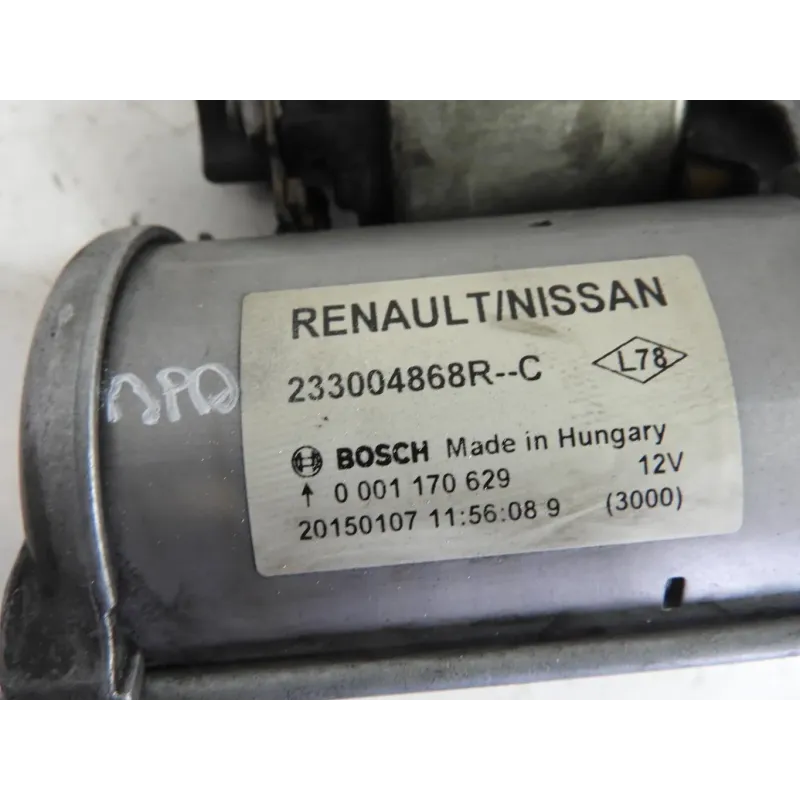 RENAULT/NISSAN
233004868R--C
L78
BOSCH Made in Hungary
0 001 170 629 12V
20150107 11:56:08 9 (3000)